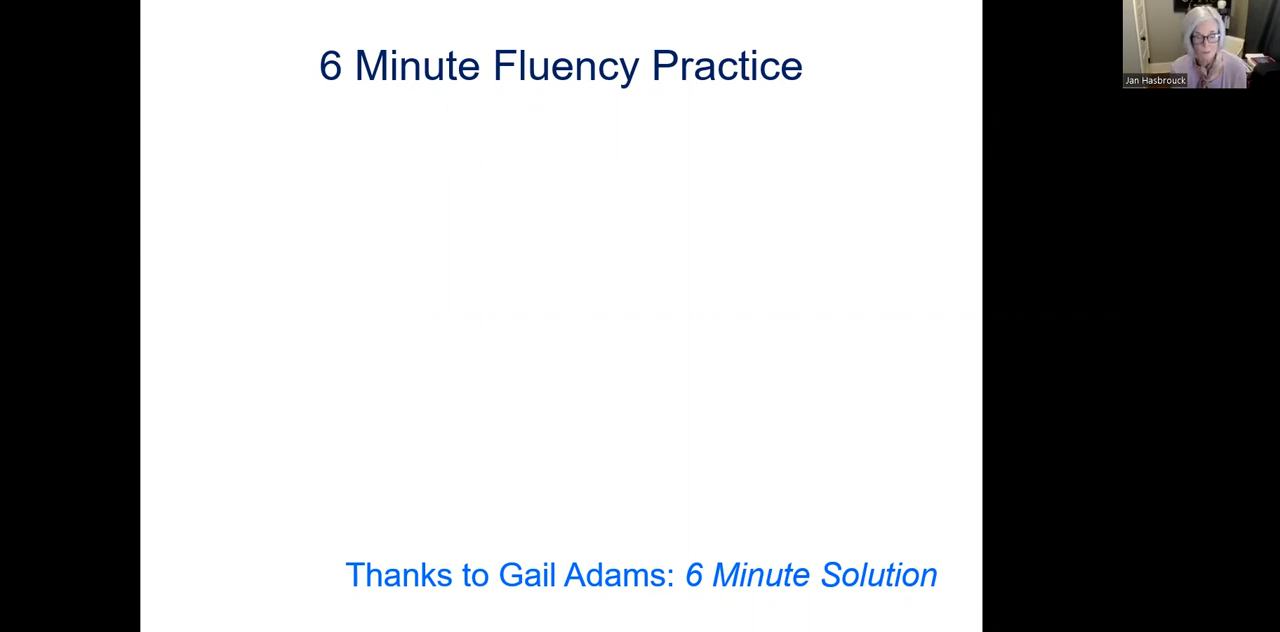 6 Minute Fluency Practice
Jan Hasbrouck
Thanks to Gail Adams: 6 Minute Solution